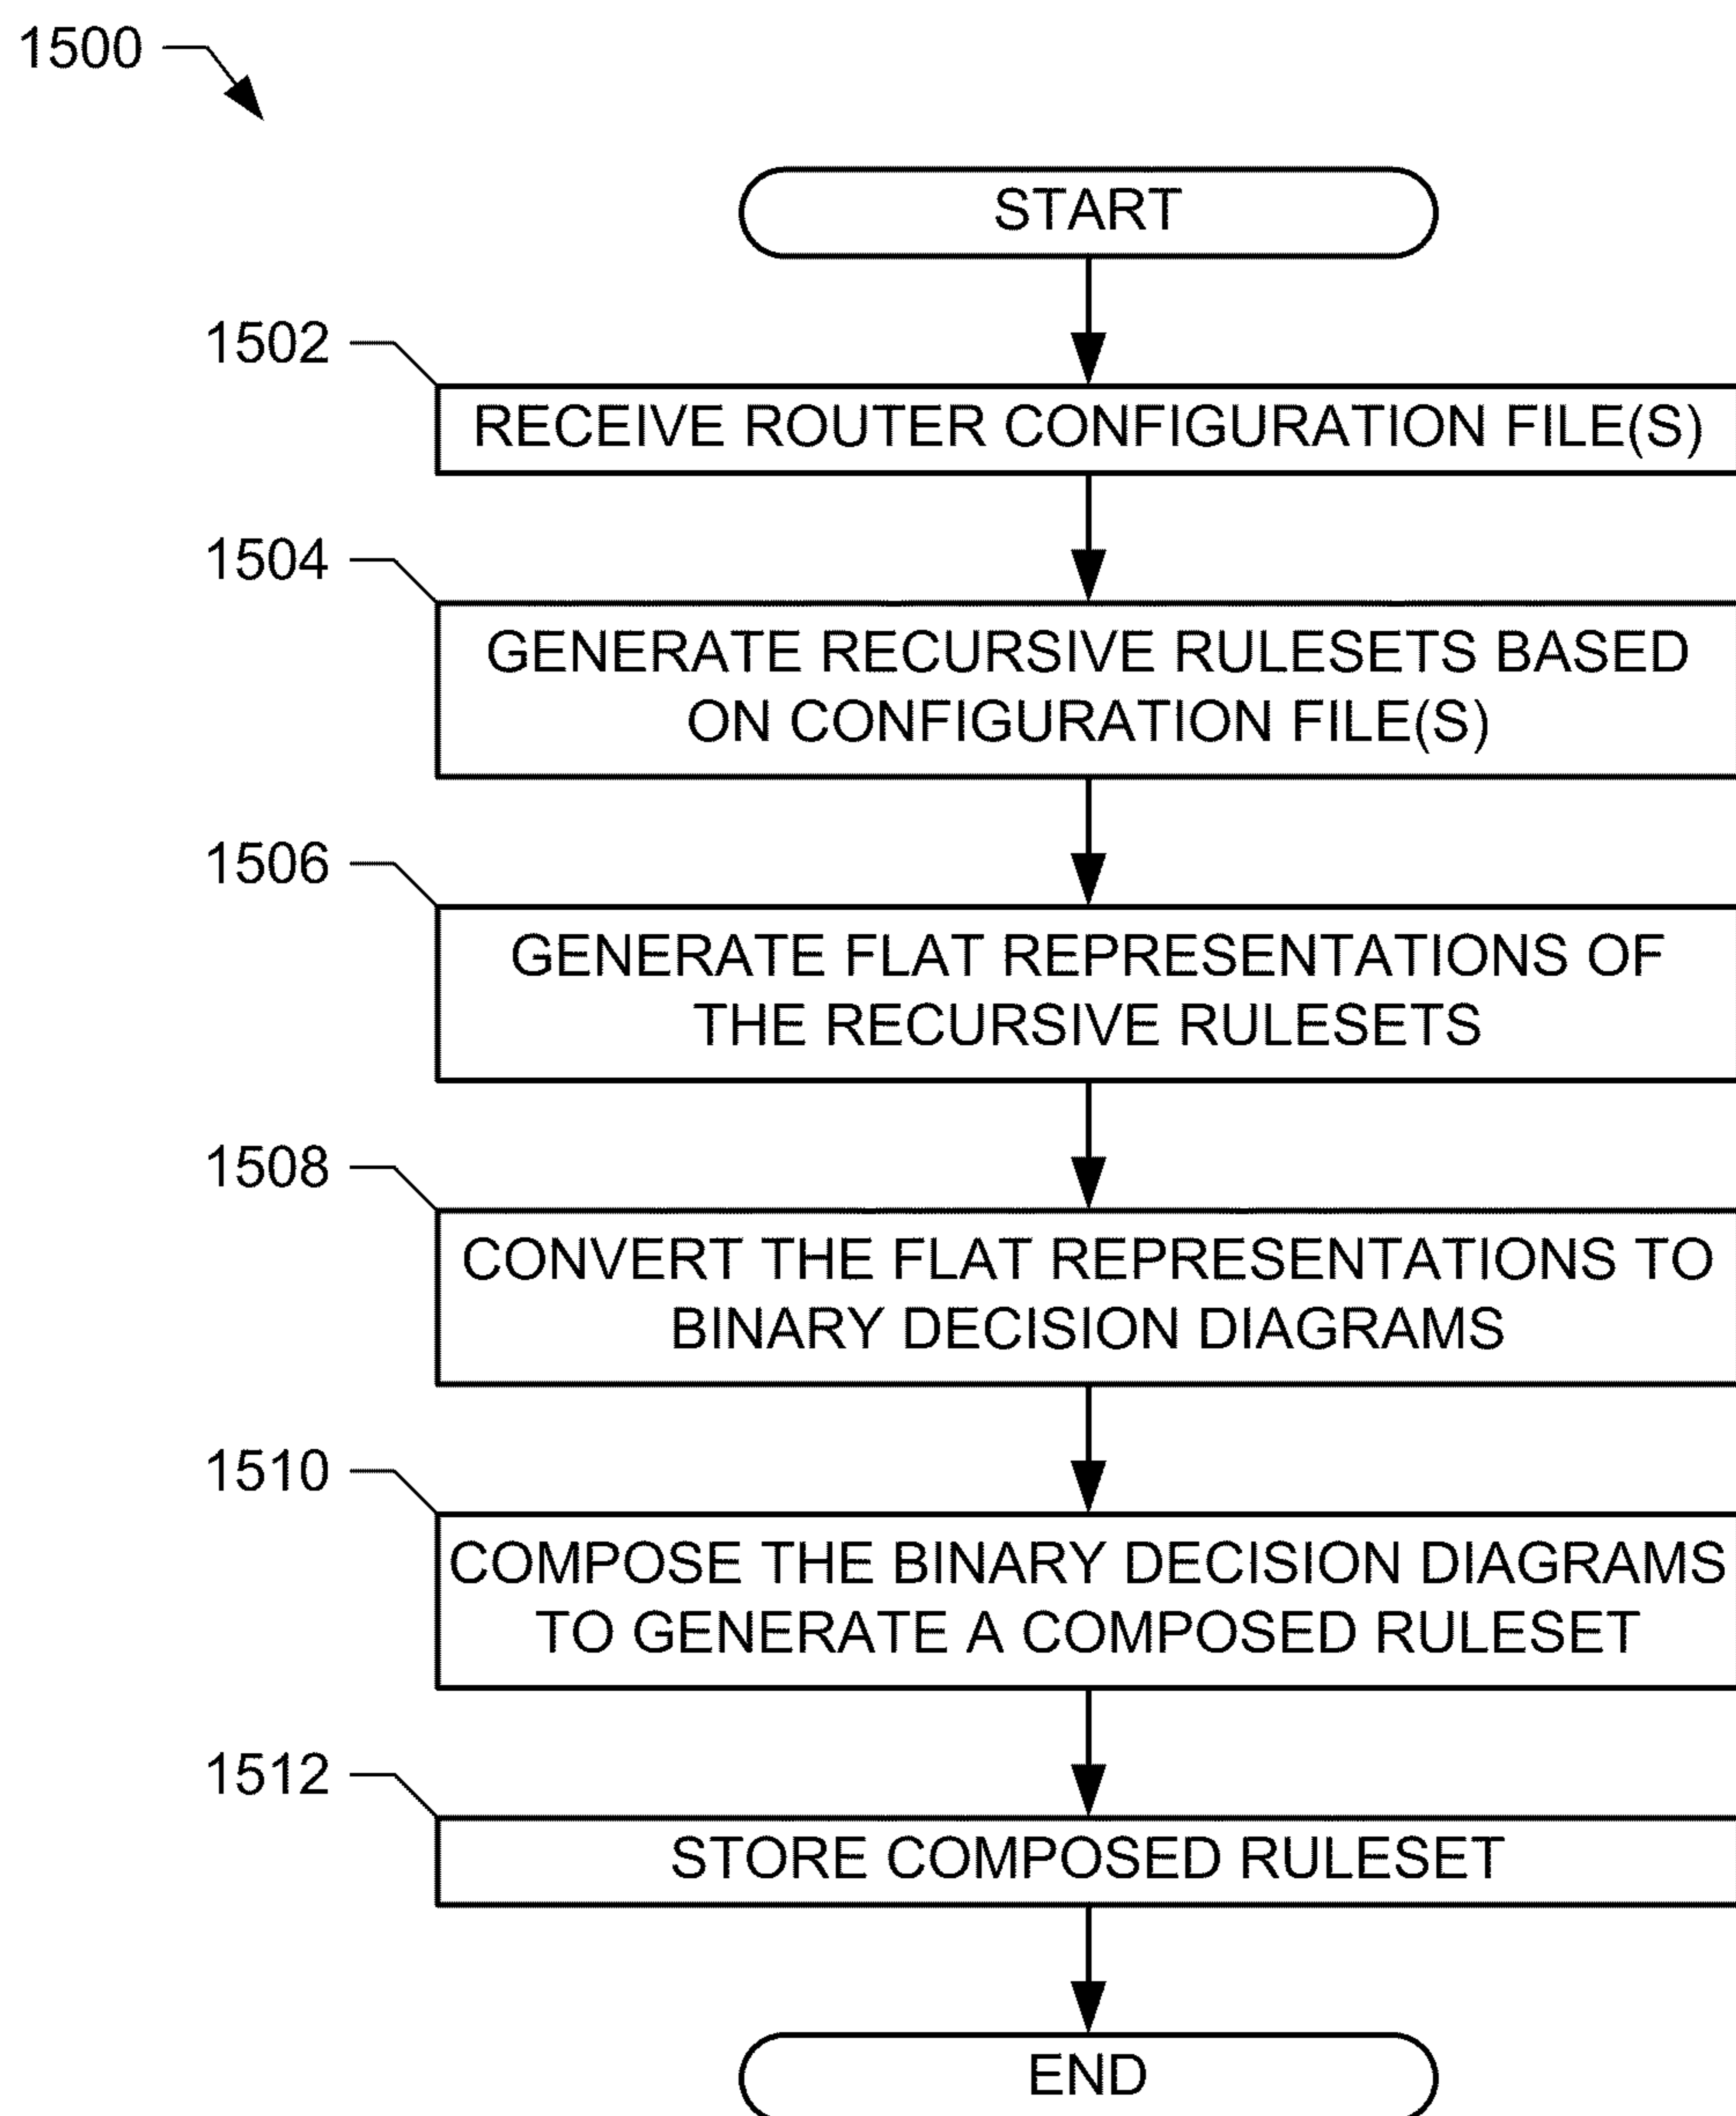 1500
START
1502
RECEIVE ROUTER CONFIGURATION FILE(S)
1504
GENERATE RECURSIVE RULESETS BASED
ON CONFIGURATION FILE(S)
1506
GENERATE FLAT REPRESENTATIONS OF
THE RECURSIVE RULESETS
1508
CONVERT THE FLAT REPRESENTATIONS TO
BINARY DECISION DIAGRAMS
1510
COMPOSE THE BINARY DECISION DIAGRAMS
TO GENERATE A COMPOSED RULESET
1512
STORE COMPOSED RULESET
END